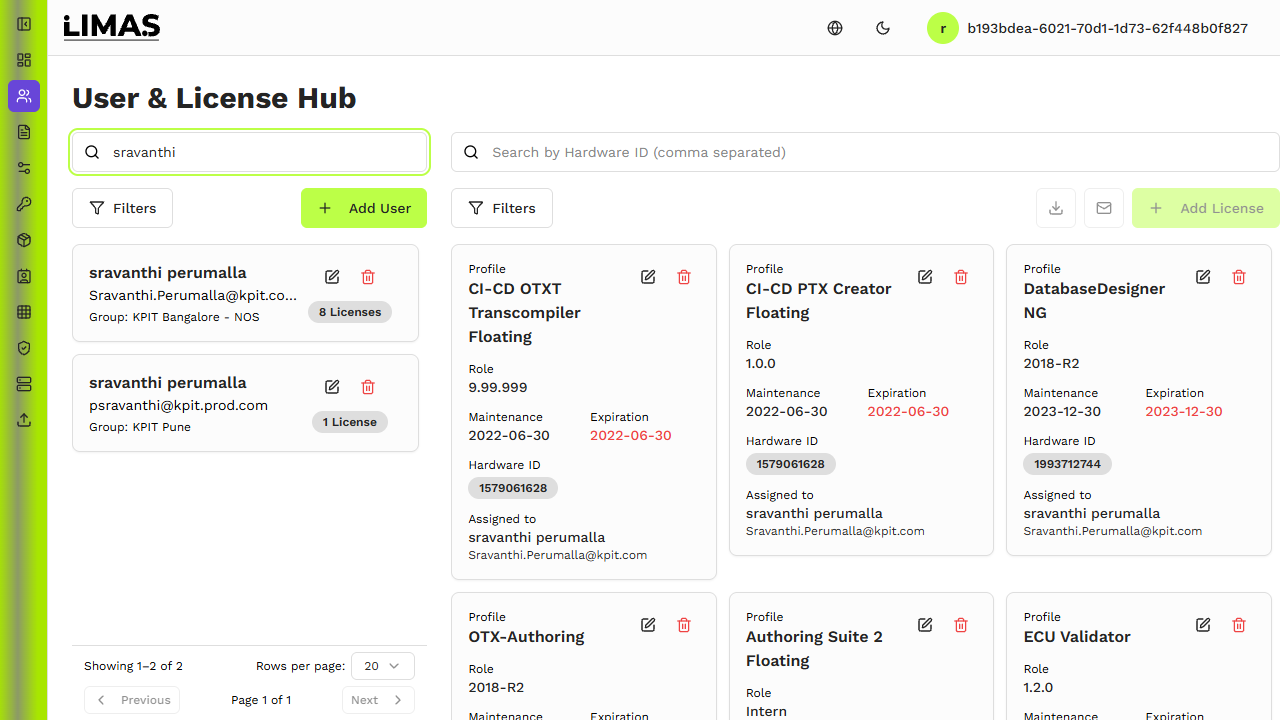 LIMAS
r
b193bdea-6021-70d1-1d73-62f448b0f827
User & License Hub
sravanthi
Search by Hardware ID (comma separated)
Filters
Add User
Filters
Add License
sravanthi perumalla
Sravanthi.Perumalla@kpit.co...
Group: KPIT Bangalore - NOS
8 Licenses
sravanthi perumalla
psravanthi@kpit.prod.com
Group: KPIT Pune
1 License
Showing 1–2 of 2
Rows per page:
20
Previous
Page 1 of 1
Next
Profile
CI-CD OTXT
Transcompiler
Floating
Role
9.99.999
Maintenance
Expiration
2022-06-30
2022-06-30
Hardware ID
1579061628
Assigned to
sravanthi perumalla
Sravanthi.Perumalla@kpit.com
Profile
CI-CD PTX Creator
Floating
Role
1.0.0
Maintenance
Expiration
2022-06-30
2022-06-30
Hardware ID
1579061628
Assigned to
sravanthi perumalla
Sravanthi.Perumalla@kpit.com
Profile
DatabaseDesigner
NG
Role
2018-R2
Maintenance
Expiration
2023-12-30
2023-12-30
Hardware ID
1993712744
Assigned to
sravanthi perumalla
Sravanthi.Perumalla@kpit.com
Profile
OTX-Authoring
Role
2018-R2
Maintenance
Expiration
Profile
Authoring Suite 2
Floating
Role
Intern
Profile
ECU Validator
Role
1.2.0
Maintenance
Expiration